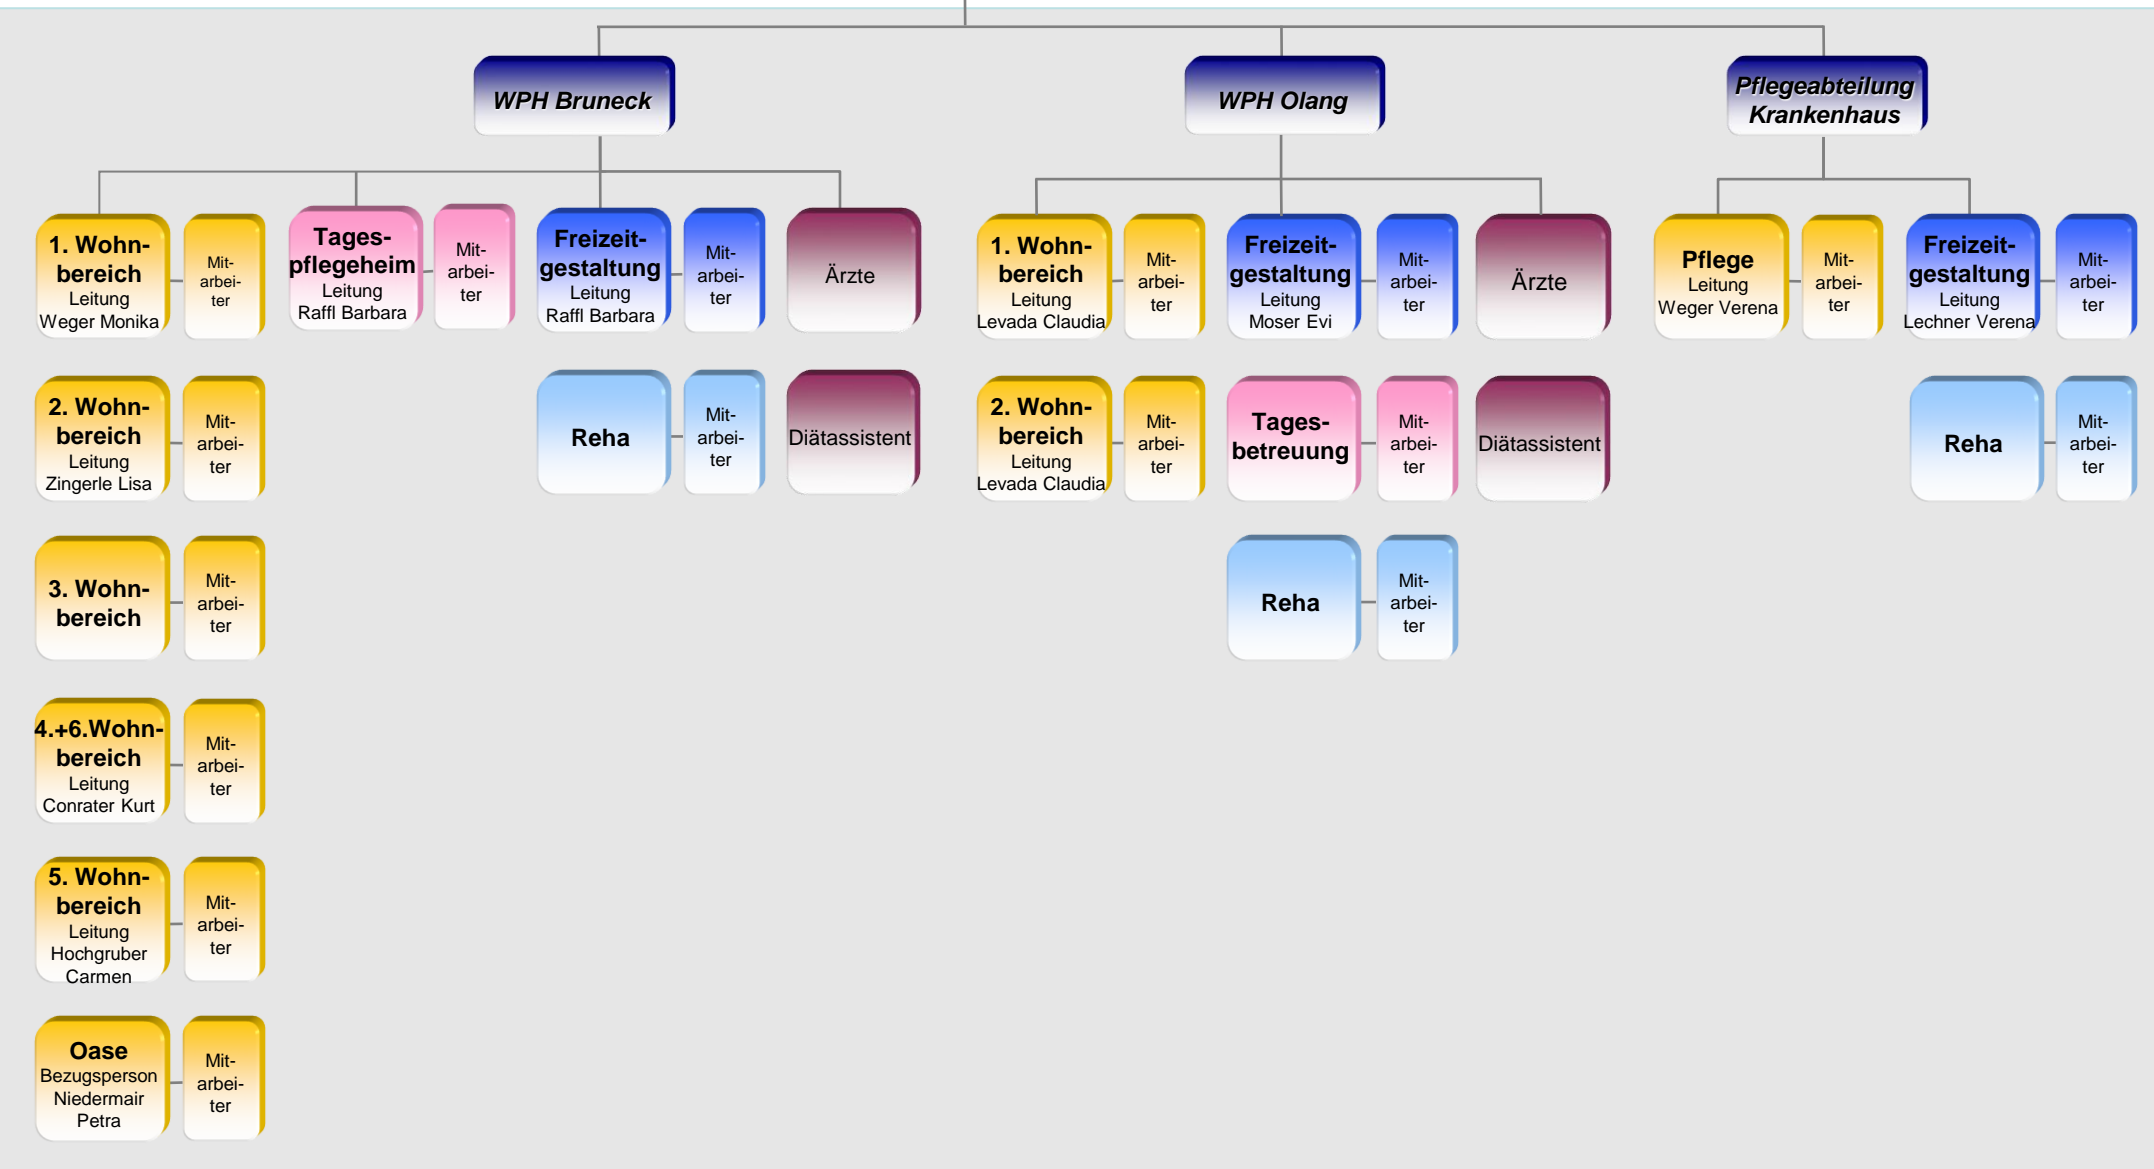 WPH Bruneck
WPH Olang
Pflegeabteilung
Krankenhaus
1. Wohn-
bereich
Leitung
Weger Monika
Mit-
arbei-
ter
Tages-
pflegeheim
Leitung
Raffl Barbara
Mit-
arbei-
ter
Freizeit-
gestaltung
Leitung
Raffl Barbara
Mit-
arbei-
ter
Ärzte
1. Wohn-
bereich
Leitung
Levada Claudia
Mit-
arbei-
ter
Freizeit-
gestaltung
Leitung
Moser Evi
Mit-
arbei-
ter
Ärzte
Pflege
Leitung
Weger Verena
Mit-
arbei-
ter
Freizeit-
gestaltung
Leitung
Lechner Verena
Mit-
arbei-
ter
2. Wohn-
bereich
Leitung
Zingerle Lisa
Mit-
arbei-
ter
Reha
Mit-
arbei-
ter
Diätassistent
2. Wohn-
bereich
Leitung
Levada Claudia
Mit-
arbei-
ter
Tages-
betreuung
Mit-
arbei-
ter
Diätassistent
Reha
Mit-
arbei-
ter
3. Wohn-
bereich
Mit-
arbei-
ter
Reha
Mit-
arbei-
ter
4.+6.Wohn-
bereich
Leitung
Conrater Kurt
Mit-
arbei-
ter
5. Wohn-
bereich
Leitung
Hochgruber
Carmen
Mit-
arbei-
ter
Oase
Bezugsperson
Niedermair
Petra
Mit-
arbei-
ter